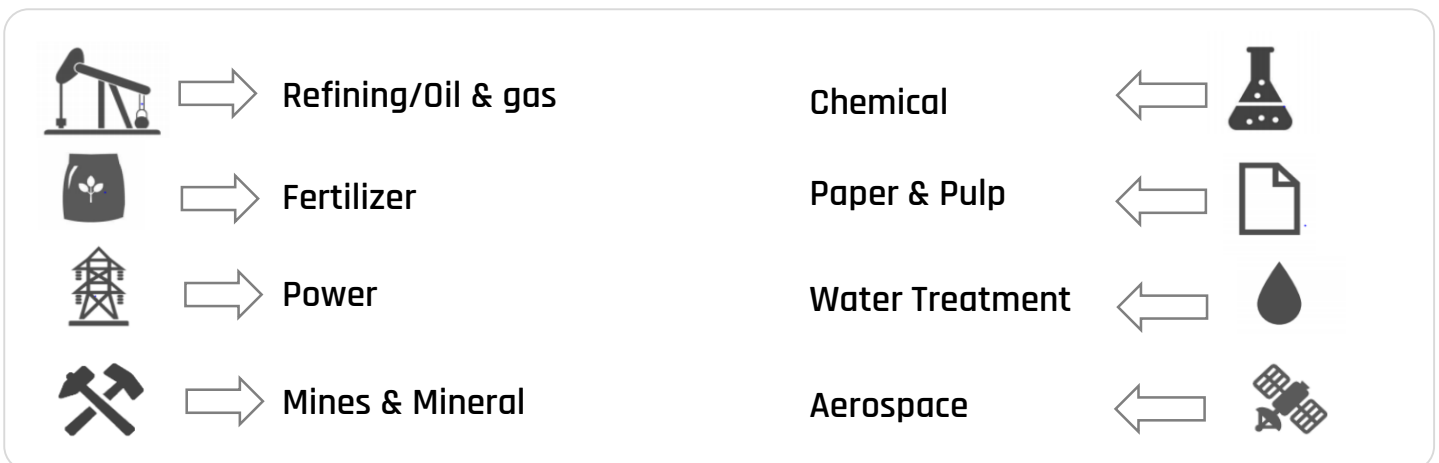 Refining/Oil & gas
Fertilizer
Power
Mines & Mineral
Chemical
Paper & Pulp
Water Treatment
Aerospace